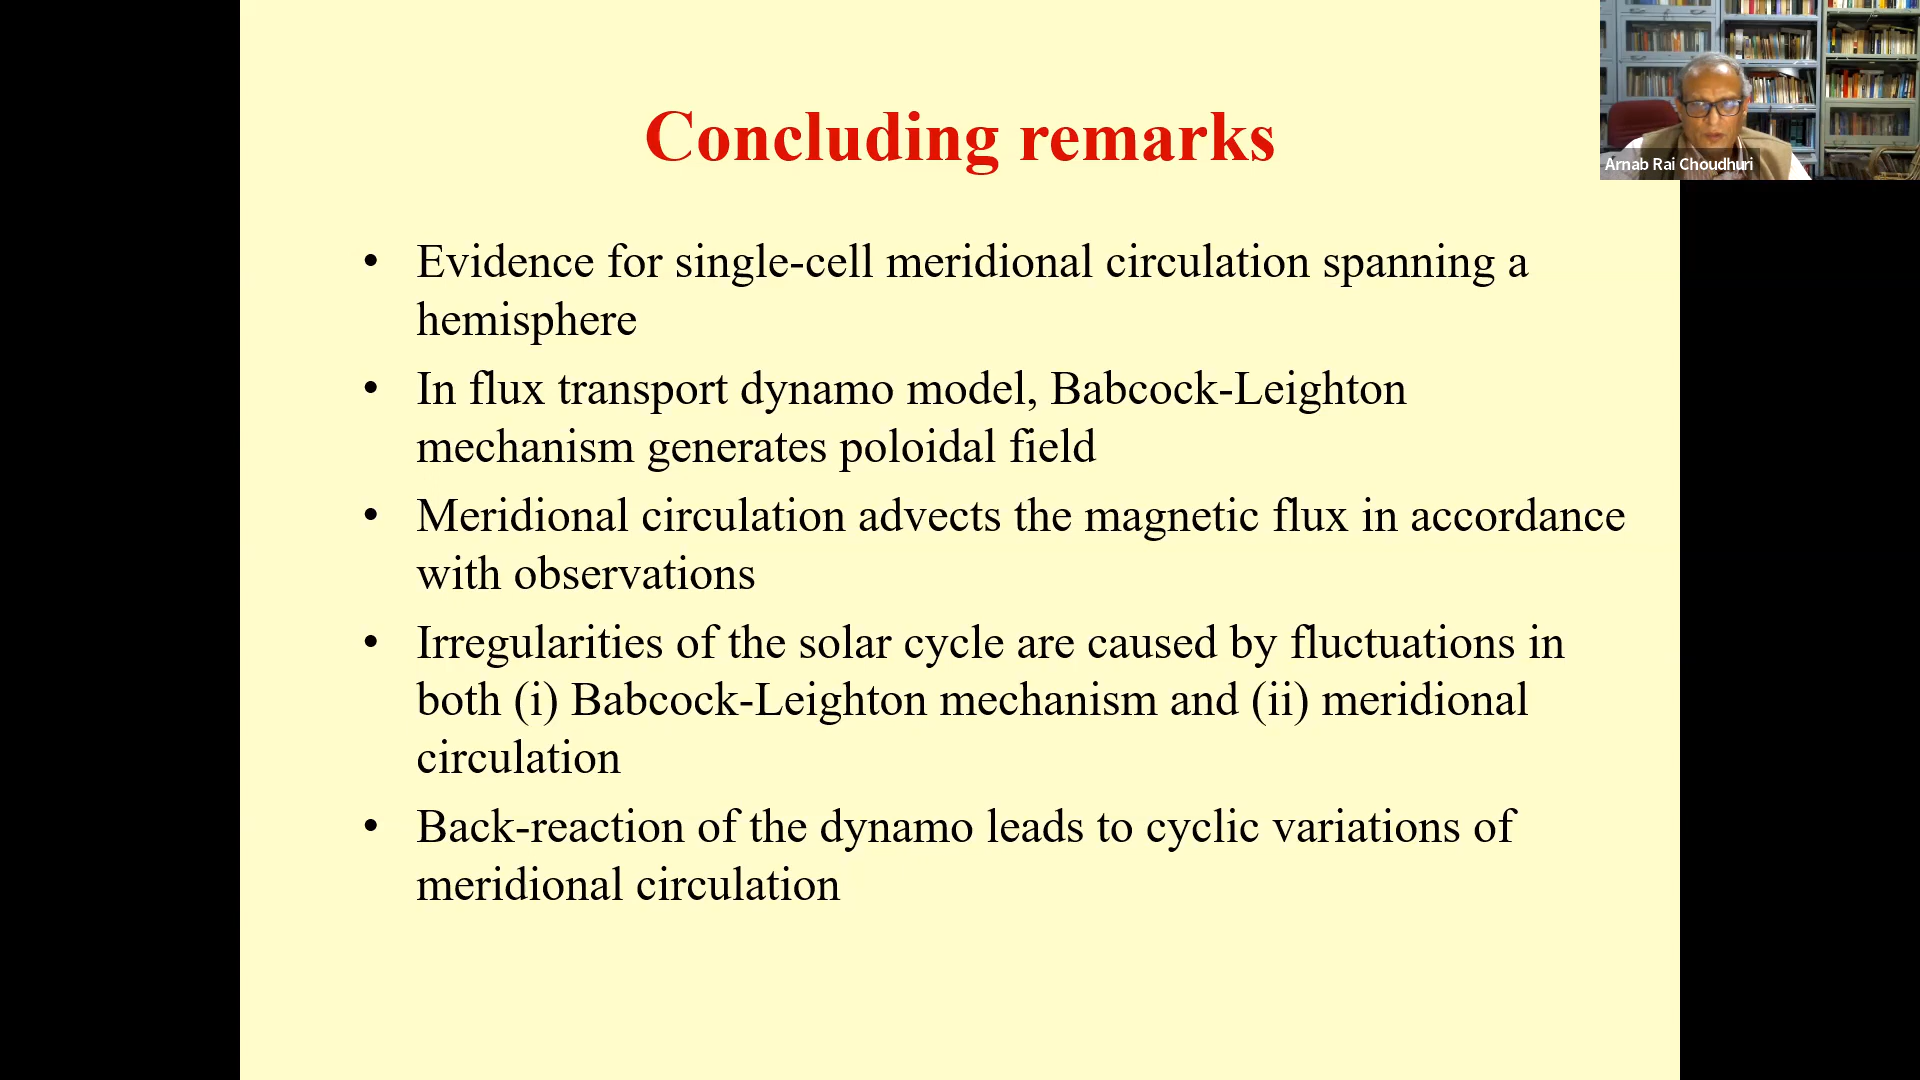 Concluding remarks
Arnab Rai Choudhuri
• Evidence for single-cell meridional circulation spanning a
hemisphere
• In flux transport dynamo model, Babcock-Leighton
mechanism generates poloidal field
• Meridional circulation advects the magnetic flux in accordance
with observations
• Irregularities of the solar cycle are caused by fluctuations in
both (i) Babcock-Leighton mechanism and (ii) meridional
circulation
• Back-reaction of the dynamo leads to cyclic variations of
meridional circulation